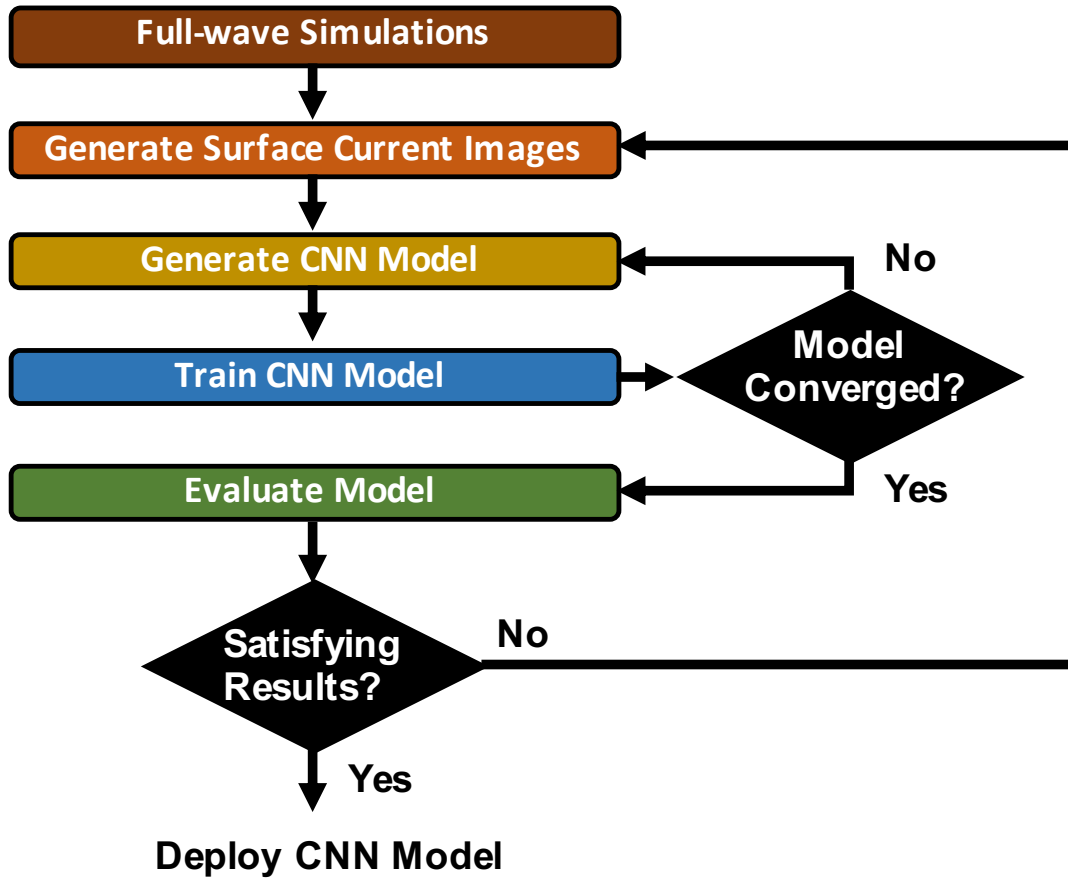 Full-wave Simulations
Generate Surface Current Images
Generate CNN Model
No
Model
Converged?
Train CNN Model
Evaluate Model
Yes
Satisfying
Results?
No
Yes
Deploy CNN Model